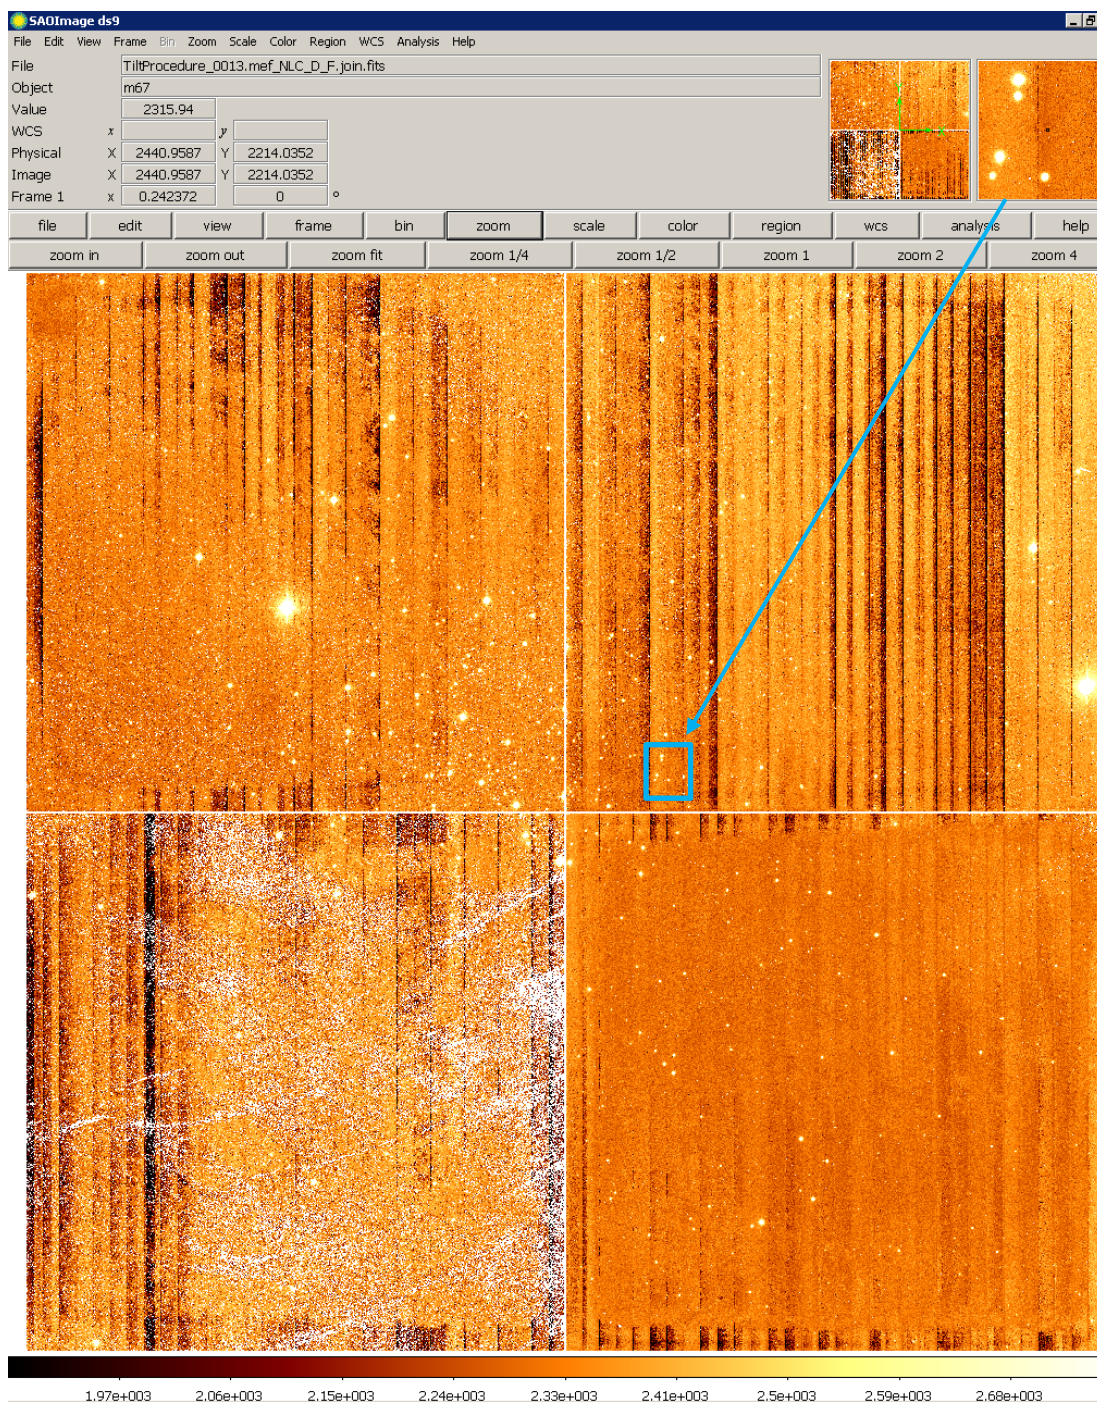 SAOImage ds9
File Edit View Frame Bin Zoom Scale Color Region WCS Analysis Help
File TiltProcedure_0013.mef_NLC_D_F.join.fits
Object m67
Value 2315.94
WCS x y
Physical X 2440.9587 Y 2214.0352
Image X 2440.9587 Y 2214.0352
Frame 1 x 0.242372 0 °
file edit view frame bin zoom scale color region wcs analysis help
zoom in zoom out zoom fit zoom 1/4 zoom 1/2 zoom 1 zoom 2 zoom 4
1.97e+003 2.06e+003 2.15e+003 2.24e+003 2.33e+003 2.41e+003 2.5e+003 2.59e+003 2.68e+003